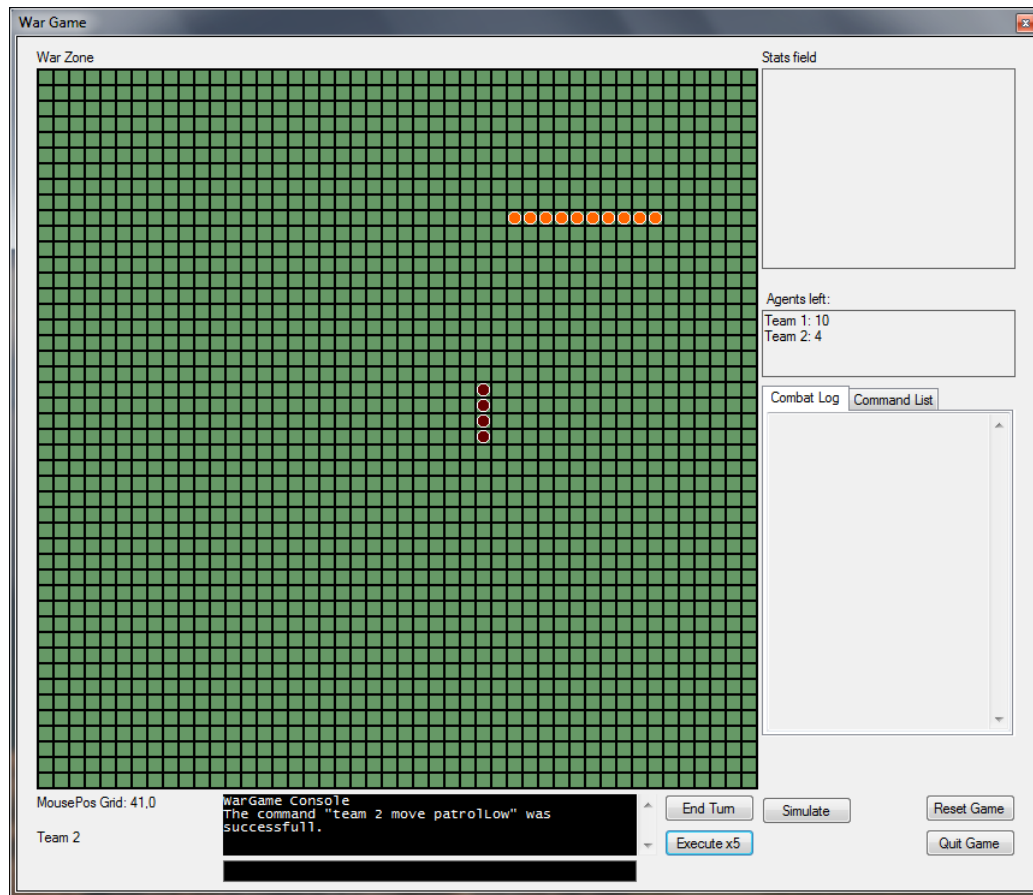 War Game
War Zone
Stats field
Agents left:
Team 1: 10
Team 2: 4
Combat Log
Command List
MousePos Grid: 41,0
Team 2
WarGame Console
The command "team 2 move patrolLow" was
successfull.
End Turn
Execute x5
Simulate
Reset Game
Quit Game